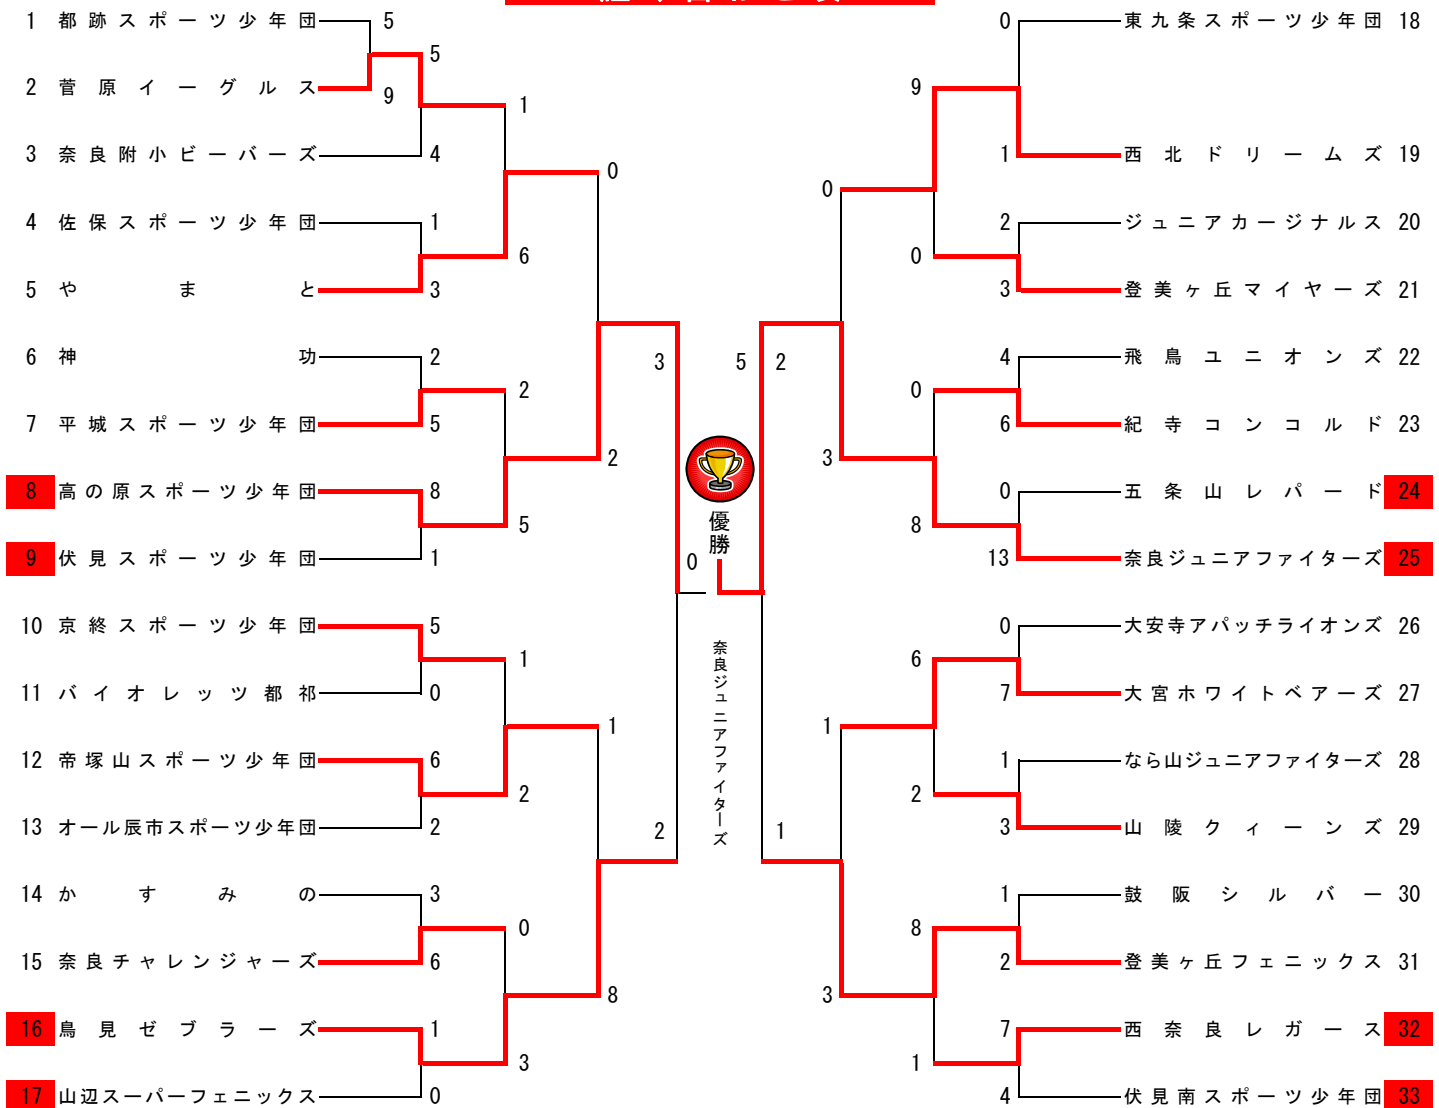 1 都跡スポーツ少年団 5
5
2 菅原イーグルス 9
1
3 奈良附小ビーバーズ 4
0
4 佐保スポーツ少年団 1
6
5 やまと 3
6 神功 2
2
7 平城スポーツ少年団 5
2
8 高の原スポーツ少年団 8
5
9 伏見スポーツ少年団 1
10 京終スポーツ少年団 5
1
11 バイオレッツ都祁 0
1
12 帝塚山スポーツ少年団 6
2
13 オール辰市スポーツ少年団 2
14 かすみの 3
0
15 奈良チャレンジャーズ 6
8
16 鳥見ゼブラーズ 1
3
17 山辺スーパーフェニックス 0
3
2
0
5
優勝
奈良ジュニアファイターズ
2
1
0 東九条スポーツ少年団 18
9
1 西北ドリームズ 19
0
2 ジュニアカージナルス 20
0
3 登美ヶ丘マイヤーズ 21
4 飛鳥ユニオンズ 22
0
6 紀寺コンコルド 23
3
0 五条山レパード 24
8
13 奈良ジュニアファイターズ 25
0 大安寺アパッチライオンズ 26
6
7 大宮ホワイトベアーズ 27
1
1 なら山ジュニアファイターズ 28
2
3 山陵クィーンズ 29
1 鼓阪シルバー 30
8
2 登美ヶ丘フェニックス 31
3
7 西奈良レガース 32
1
4 伏見南スポーツ少年団 33